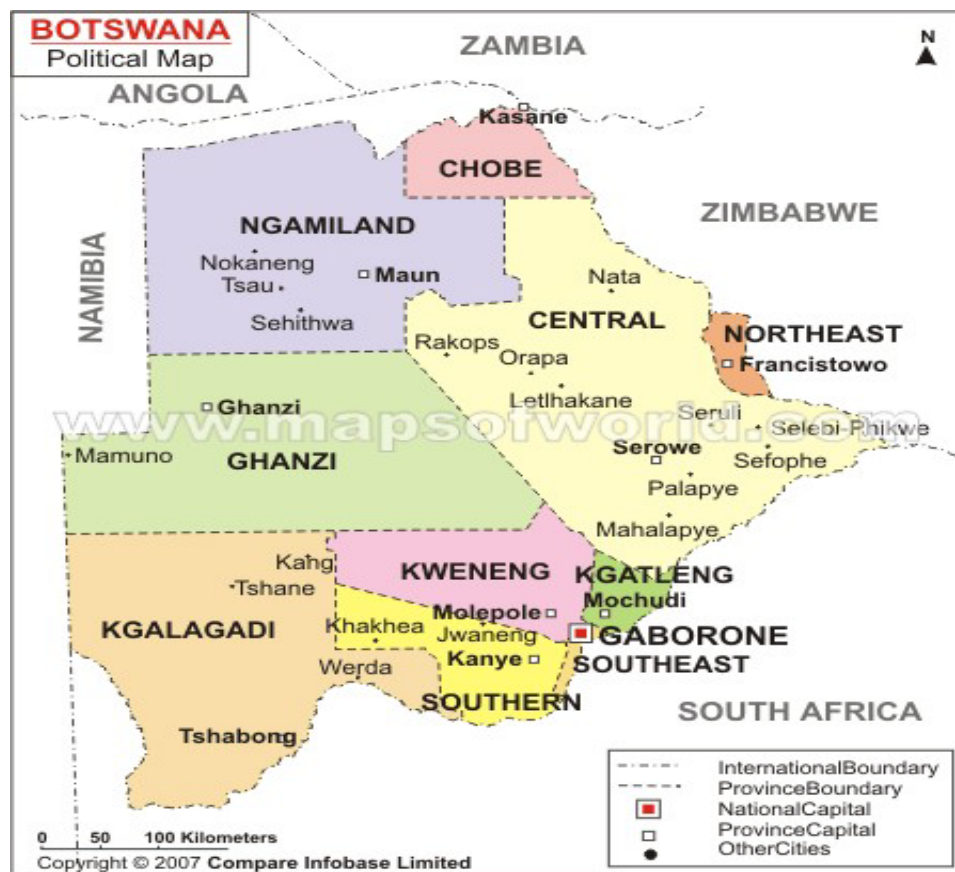 BOTSWANA
Political Map
ZAMBIA
N
ANGOLA
Kasane
CHOBE
ZIMBABWE
NGAMILAND
Nokaneng
Maun
Tsau
Nata
NAMIBIA
Sehithwa
CENTRAL
NORTHEAST
Rakops
Orapa
Francistowo
Letlhakane
Ghanzi
www.mapsofworld.com
Seruli
Selebi-Phikwe
Mamuno
GHANZI
Serowe
Sefophe
Palapye
Mahalapye
Kang
KWENENG
KGATLENG
Tshane
Mochudi
Molepole
KGALAGADI
Khakhea
Jwaneng
GABORONE
Kanye
SOUTHEAST
Werda
SOUTHERN
SOUTH AFRICA
Tshabong
InternationalBoundary
ProvinceBoundary
NationalCapital
ProvinceCapital
OtherCities
0 50 100 Kilometers
Copyright © 2007 Compare Infobase Limited